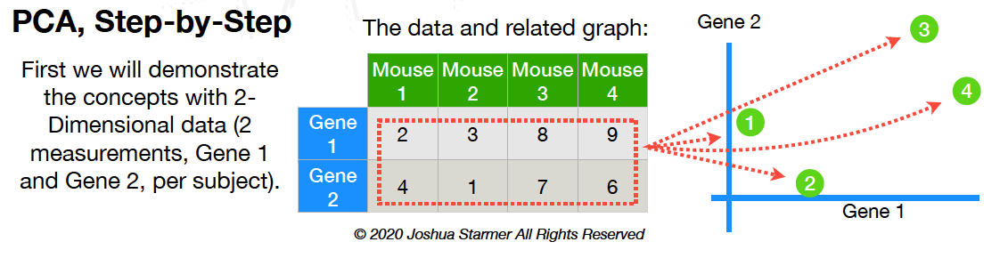 PCA, Step-by-Step
First we will demonstrate
the concepts with 2-
Dimensional data (2
measurements, Gene 1
and Gene 2, per subject).
The data and related graph:
Mouse 1 Mouse 2 Mouse 3 Mouse 4
Gene 1 2 3 8 9
Gene 2 4 1 7 6
© 2020 Joshua Starmer All Rights Reserved
Gene 2
3
4
1
2
Gene 1